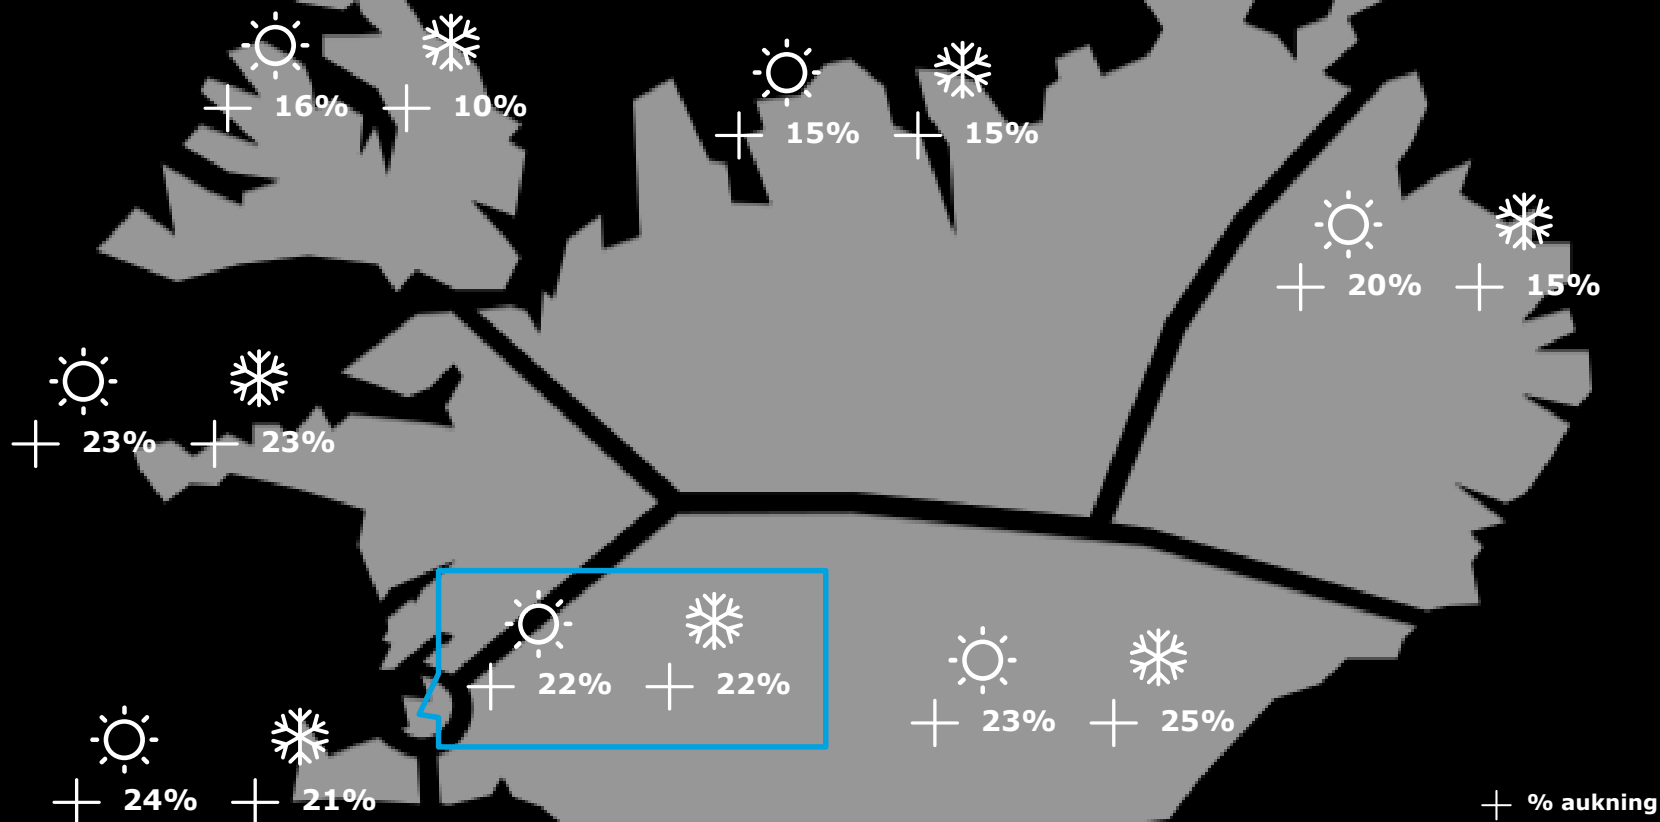 + 16% + 10%
+ 15% + 15%
+ 20% + 15%
+ 23% + 23%
+ 22% + 22%
+ 23% + 25%
+ 24% + 21%
+ % aukning